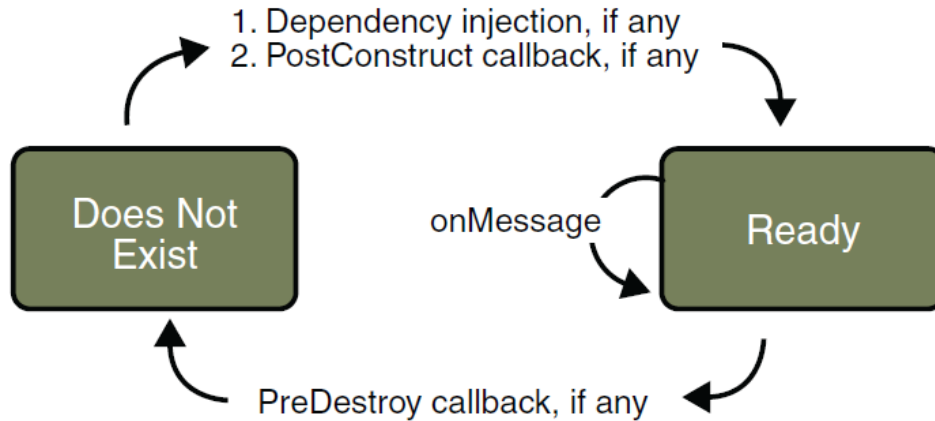 1. Dependency injection, if any
2. PostConstruct callback, if any
Does Not
Exist
onMessage
Ready
PreDestroy callback, if any